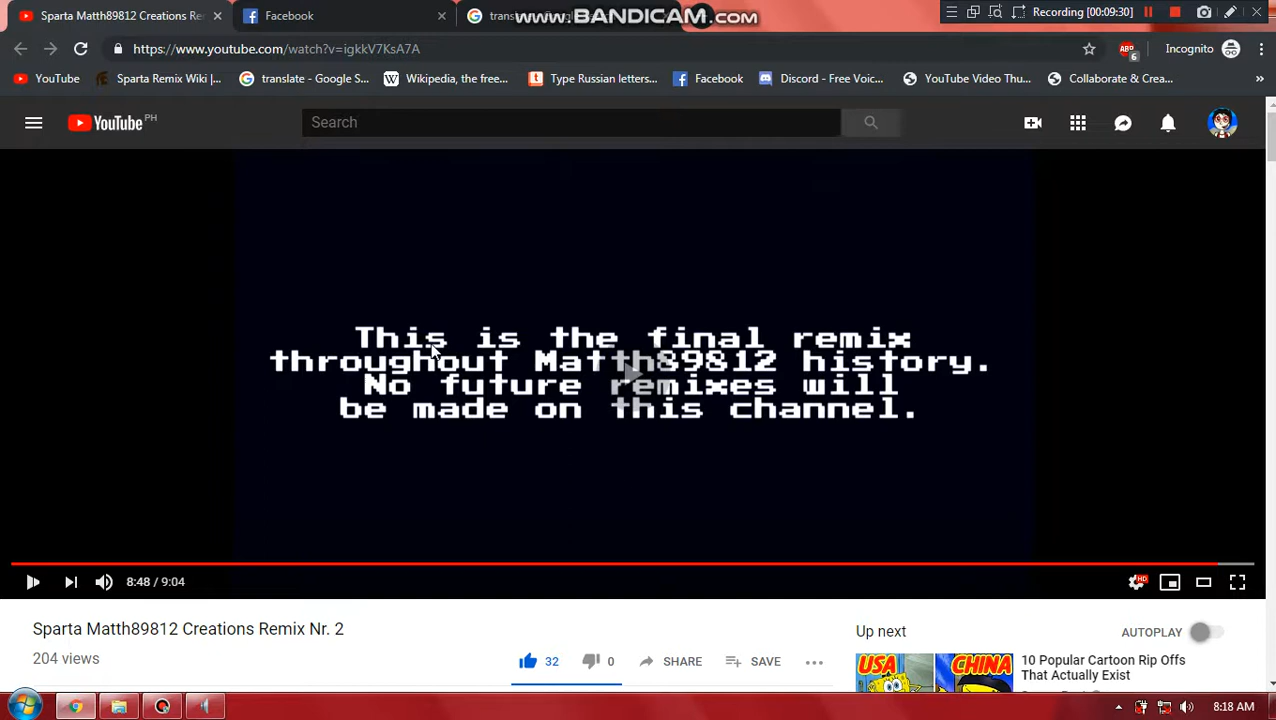 Sparta Matth89812 Creations Re
Facebook
www.BANDICAM.com
Recording [00:09:30]
https://www.youtube.com/watch?v=igkkV7KsA7A
ABP
6
Incognito
YouTube
Sparta Remix Wiki |...
translate - Google S...
Wikipedia, the free...
Type Russian letters...
Facebook
Discord - Free Voic...
YouTube Video Thu...
Collaborate & Crea...
YouTube PH
Search
This is the final remix
throughout Matth89812 history.
No future remixes will
be made on this channel.
8:48 / 9:04
HD
Sparta Matth89812 Creations Remix Nr. 2
204 views
32
0
SHARE
SAVE
Up next
AUTOPLAY
USA
CHINA
10 Popular Cartoon Rip Offs
That Actually Exist
8:18 AM